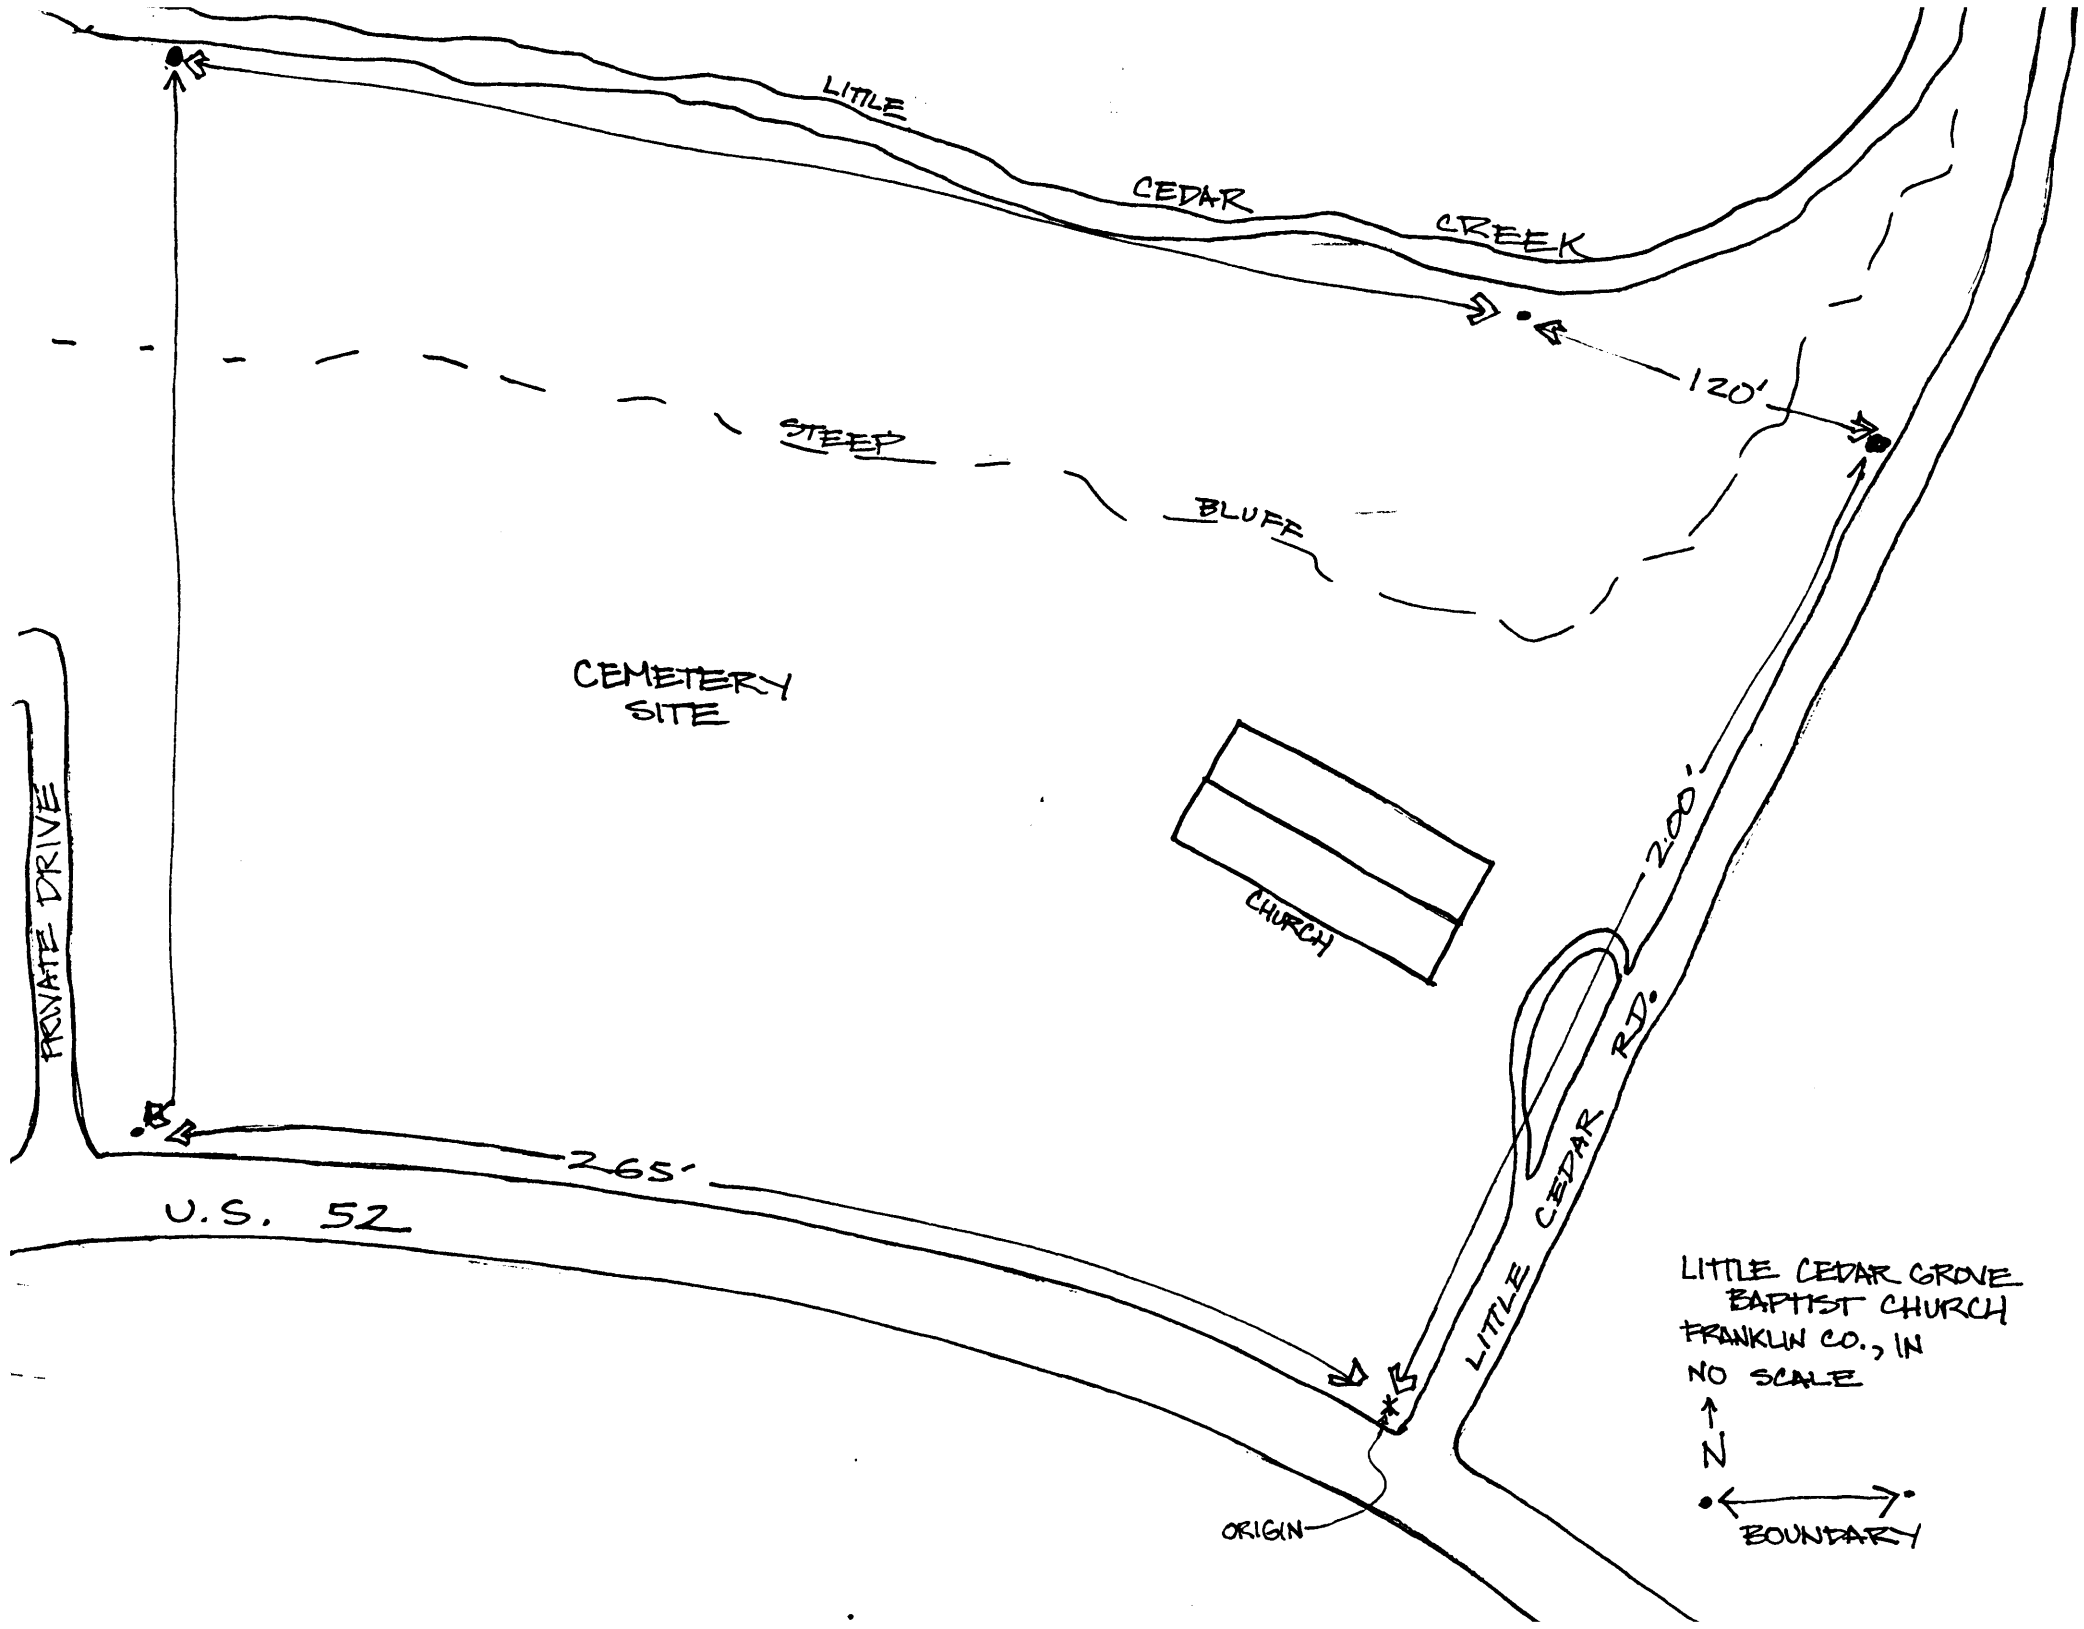 LITTLE
CEDAR
CREEK
120'
STEEP
BLUFF
CEMETERY
SITE
200'
CHURCH
PRIVATE DRIVE
265'
U.S. 52
LITTLE CEDAR RD.
ORIGIN
LITTLE CEDAR GROVE
BAPTIST CHURCH
FRANKLIN CO., IN
NO SCALE
N
BOUNDARY